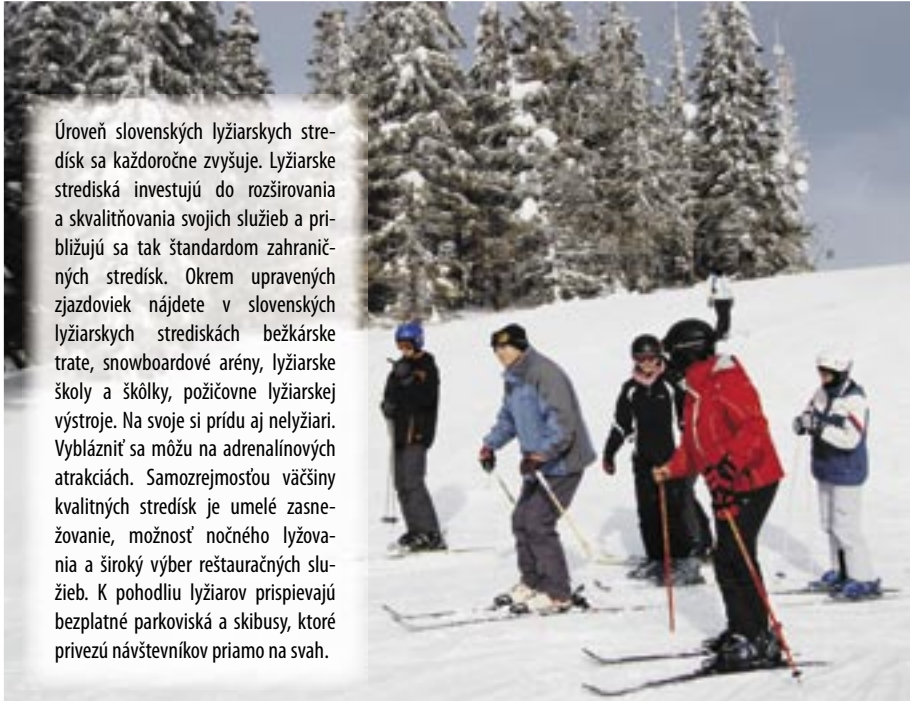 Úroveň slovenských lyžiarskych stre-
dísk sa každoročne zvyšuje. Lyžiarske
strediská investujú do rozširovania
a skvalitňovania svojich služieb a pri-
bližujú sa tak štandardom zahranič-
ných stredísk. Okrem upravených
zjazdoviek nájdete v slovenských
lyžiarskych strediskách bežkárske
trate, snowboardové arény, lyžiarske
školy a škôlky, požičovne lyžiarskej
výstroje. Na svoje si prídu aj nelyžiari.
Vyblázniť sa môžu na adrenalínových
atrakciách. Samozrejmosťou väčšiny
kvalitných stredísk je umelé zasne-
žovanie, možnosť nočného lyžova-
nia a široký výber reštauračných slu-
žieb. K pohodliu lyžiarov prispievajú
bezplatné parkoviská a skibusy, ktoré
privezú návštevníkov priamo na svah.